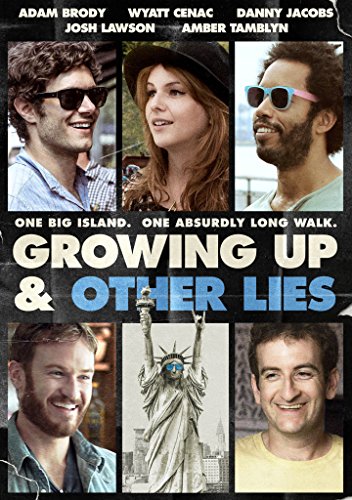 ADAM BRODY WYATT CENAC DANNY JACOBS
JOSH LAWSON AMBER TAMBLYN
ONE BIG ISLAND. ONE ABSURDLY LONG WALK.
GROWING UP
& OTHER LIES